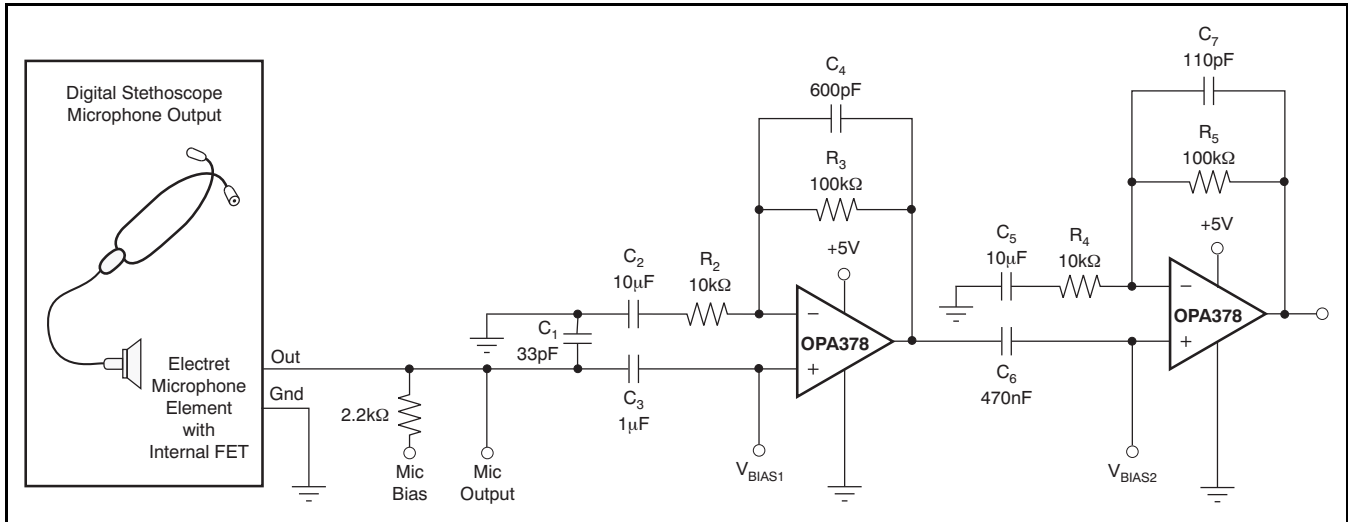 Digital Stethoscope
Microphone Output
Electret
Microphone
Element
with
Internal FET
Out
Gnd
2.2kΩ
Mic
Bias
Mic
Output
C1
33pF
C2
10μF
C3
1μF
R2
10kΩ
VBIAS1
C4
600pF
R3
100kΩ
+5V
−
OPA378
+
C5
10μF
R4
10kΩ
C6
470nF
VBIAS2
C7
110pF
R5
100kΩ
+5V
−
OPA378
+